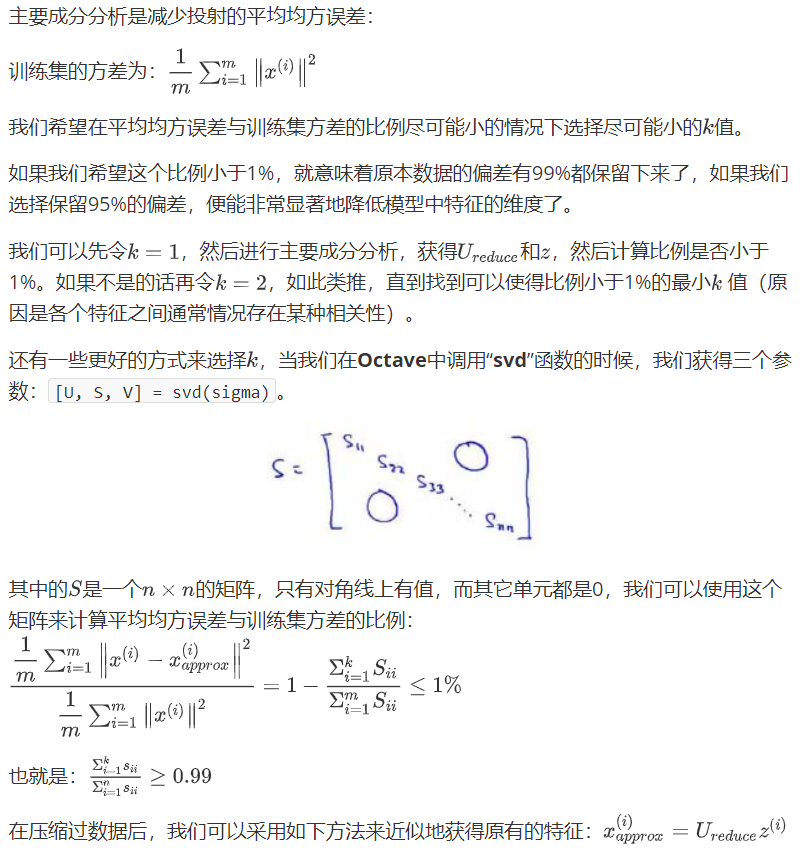 主要成分分析是减少投射的平均均方误差：
训练集的方差为：$\dfrac{1}{m}\sum_{i=1}^{m}\left\|x^{(i)}\right\|^2$
我们希望在平均均方误差与训练集方差的比例尽可能小的情况下选择尽可能小的$k$值。
如果我们希望这个比例小于1%，就意味着原本数据的偏差有99%都保留下来了，如果我们
选择保留95%的偏差，便能非常显著地降低模型中特征的维度了。
我们可以先令$k=1$，然后进行主要成分分析，获得$U_{reduce}$和$z$，然后计算比例是否小于
1%。如果不是的话再令$k=2$，如此类推，直到找到可以使得比例小于1%的最小$k$ 值（原
因是各个特征之间通常情况存在某种相关性）。
还有一些更好的方式来选择$k$，当我们在Octave中调用“svd”函数的时候，我们获得三个参
数：[U, S, V] = svd(sigma)。
S = [S₁₁ S₂₂ S₃₃ ... Sₙₙ]
其中的$S$是一个$n\times n$的矩阵，只有对角线上有值，而其它单元都是0，我们可以使用这个
矩阵来计算平均均方误差与训练集方差的比例：
$\dfrac{\dfrac{1}{m}\sum_{i=1}^{m}\left\|x^{(i)}-x_{approx}^{(i)}\right\|^2}{\dfrac{1}{m}\sum_{i=1}^{m}\left\|x^{(i)}\right\|^2}=1-\dfrac{\Sigma_{i=1}^{k}S_{ii}}{\Sigma_{i=1}^{m}S_{ii}}\leq 1\%$
也就是：$\frac{\Sigma_{i=1}^{k}s_{ii}}{\Sigma_{i=1}^{n}s_{ii}}\geq 0.99$
在压缩过数据后，我们可以采用如下方法来近似地获得原有的特征：$x_{approx}^{(i)}=U_{reduce}z^{(i)}$